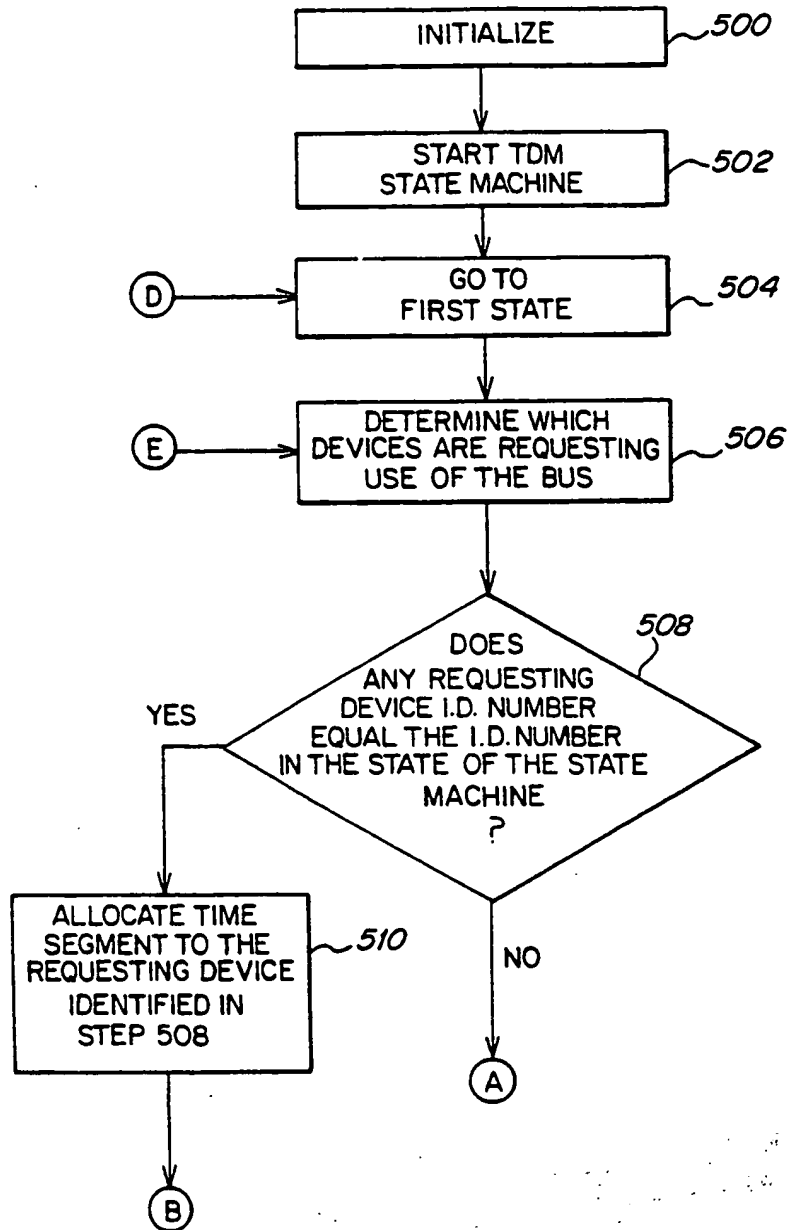 INITIALIZE
500
START TDM
STATE MACHINE
502
D
GO TO
FIRST STATE
504
E
DETERMINE WHICH
DEVICES ARE REQUESTING
USE OF THE BUS
506
DOES
ANY REQUESTING
DEVICE I.D. NUMBER
EQUAL THE I.D. NUMBER
IN THE STATE OF THE STATE
MACHINE
?
508
YES
ALLOCATE TIME
SEGMENT TO THE
REQUESTING DEVICE
IDENTIFIED IN
STEP 508
510
NO
A
B